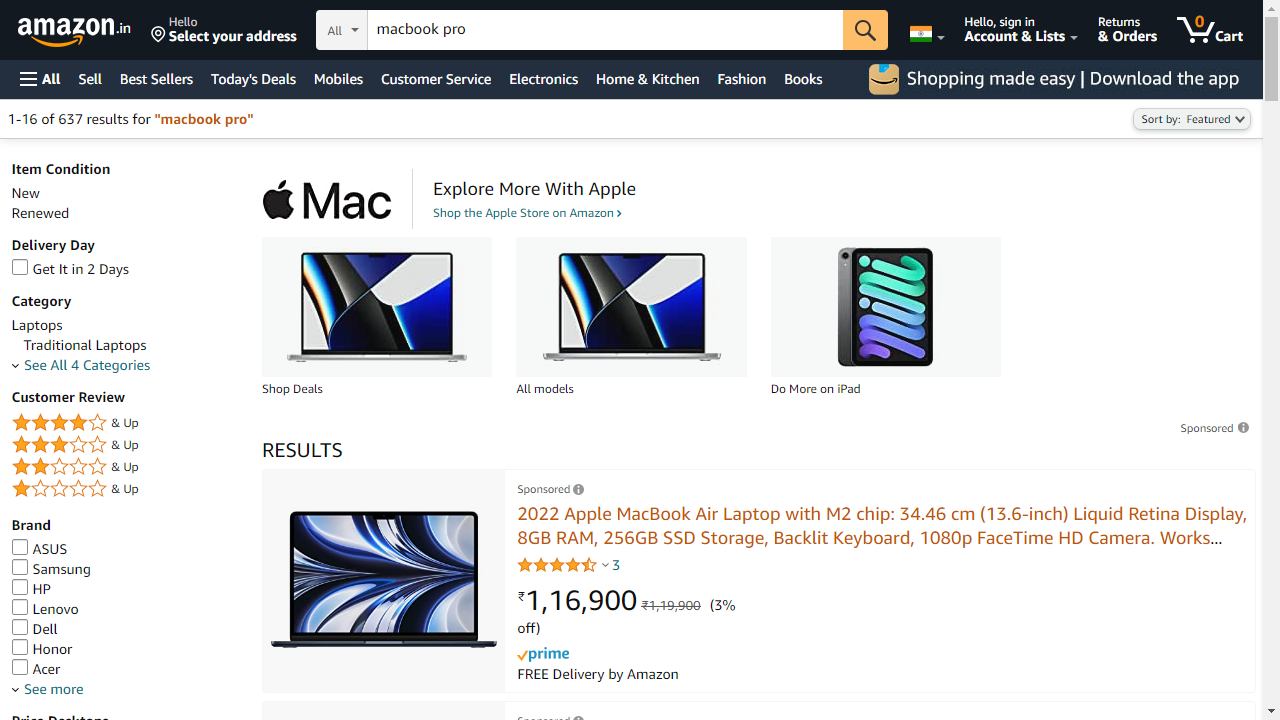 amazon.in
Hello
Select your address
All
macbook pro
Hello, sign in
Account & Lists
Returns
& Orders
0
Cart
All
Sell
Best Sellers
Today's Deals
Mobiles
Customer Service
Electronics
Home & Kitchen
Fashion
Books
Shopping made easy | Download the app
1-16 of 637 results for "macbook pro"
Sort by: Featured
Item Condition
New
Renewed
Delivery Day
Get It in 2 Days
Category
Laptops
Traditional Laptops
See All 4 Categories
Customer Review
& Up
& Up
& Up
& Up
Brand
ASUS
Samsung
HP
Lenovo
Dell
Honor
Acer
See more
Mac
Explore More With Apple
Shop the Apple Store on Amazon ›
Shop Deals
All models
Do More on iPad
Sponsored
RESULTS
Sponsored
2022 Apple MacBook Air Laptop with M2 chip: 34.46 cm (13.6-inch) Liquid Retina Display,
8GB RAM, 256GB SSD Storage, Backlit Keyboard, 1080p FaceTime HD Camera. Works...
3
₹1,16,900 ₹1,19,900 (3%
off)
prime
FREE Delivery by Amazon